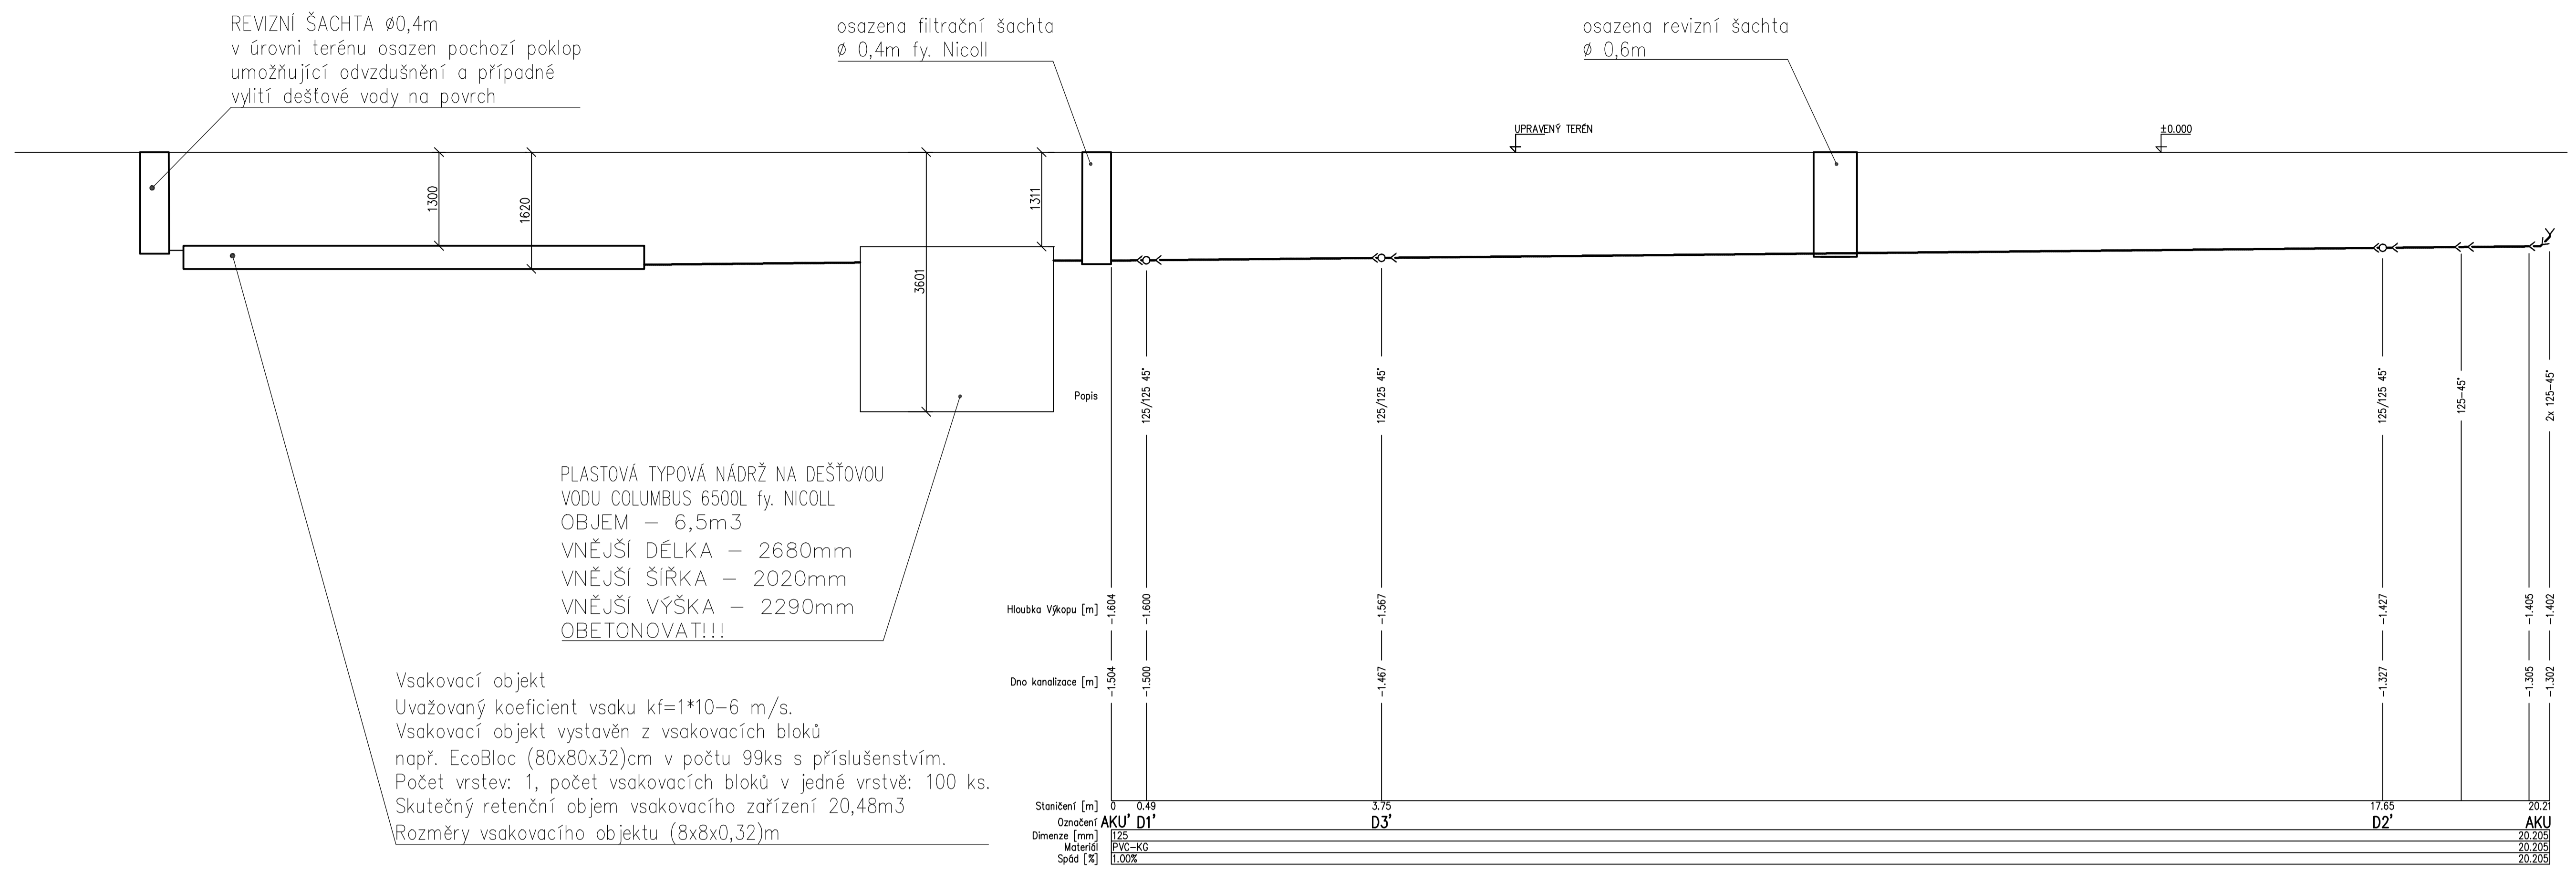 REVIZNÍ ŠACHTA ø0,4m
v úrovni terénu osazen pochozí poklop
umožňující odvzdušnění a případné
vylití dešťové vody na povrch
osazena filtrační šachta
ø 0,4m fy. Nicoll
osazena revizní šachta
ø 0,6m
UPRAVENÝ TERÉN
±0.000
1300
1620
3601
1311
PLASTOVÁ TYPOVÁ NÁDRŽ NA DEŠŤOVOU
VODU COLUMBUS 6500L fy. NICOLL
OBJEM – 6,5m3
VNĚJŠÍ DÉLKA – 2680mm
VNĚJŠÍ ŠÍŘKA – 2020mm
VNĚJŠÍ VÝŠKA – 2290mm
OBETONOVAT!!!
Vsakovací objekt
Uvažovaný koeficient vsaku kf=1*10-6 m/s.
Vsakovací objekt vystavěn z vsakovacích bloků
např. EcoBloc (80x80x32)cm v počtu 99ks s příslušenstvím.
Počet vrstev: 1, počet vsakovacích bloků v jedné vrstvě: 100 ks.
Skutečný retenční objem vsakovacího zařízení 20,48m3
Rozměry vsakovacího objektu (8x8x0,32)m
Popis 125/125 45° 125/125 45° 125/125 45° 125-45° 2x 125-45°
Hloubka Výkopu [m] -1.604 -1.600 -1.567 -1.427 -1.405 -1.402
Dno kanalizace [m] -1.504 -1.500 -1.467 -1.327 -1.305 -1.302
Staničení [m] 0 0.49 3.75 17.65 20.21
Označení AKU' D1' D3' D2' AKU
Dimenze [mm] 125 20.205
Materiál PVC-KG 20.205
Spád [%] 1.00% 20.205